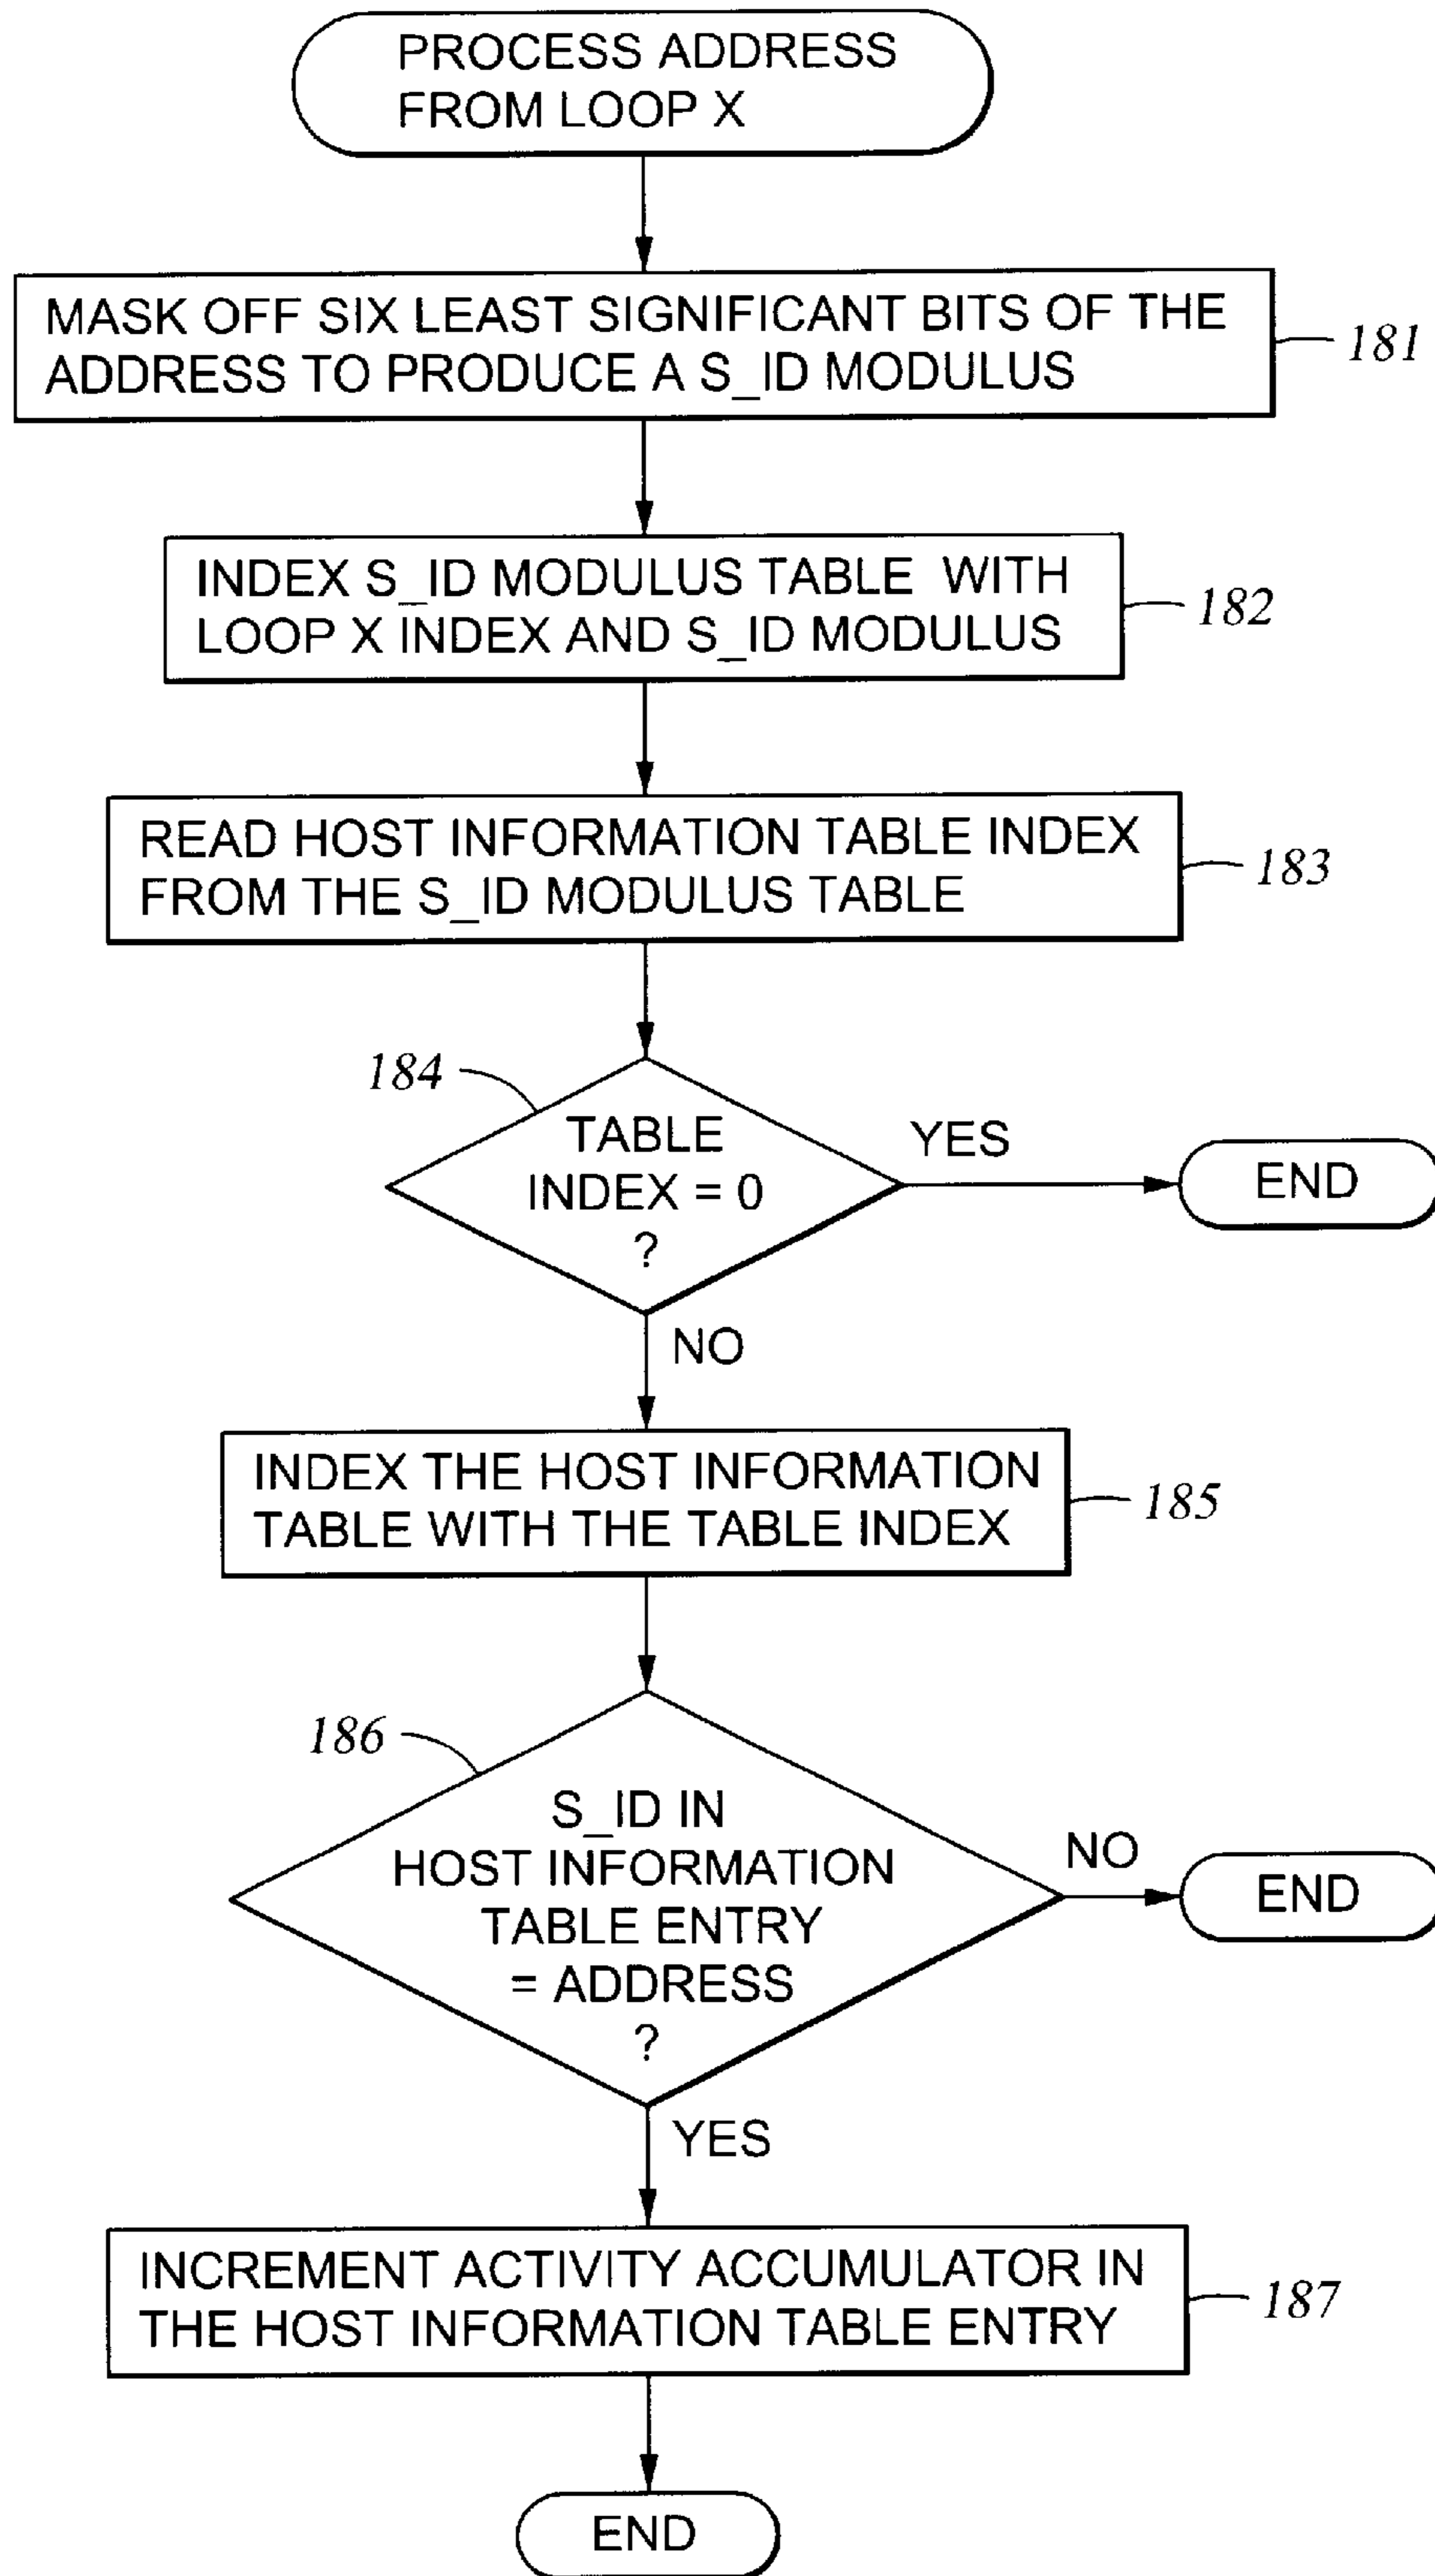 PROCESS ADDRESS
FROM LOOP X
MASK OFF SIX LEAST SIGNIFICANT BITS OF THE
ADDRESS TO PRODUCE A S_ID MODULUS
181
INDEX S_ID MODULUS TABLE WITH
LOOP X INDEX AND S_ID MODULUS
182
READ HOST INFORMATION TABLE INDEX
FROM THE S_ID MODULUS TABLE
183
184
TABLE
INDEX = 0
?
YES
END
NO
INDEX THE HOST INFORMATION
TABLE WITH THE TABLE INDEX
185
186
S_ID IN
HOST INFORMATION
TABLE ENTRY
= ADDRESS
?
NO
END
YES
INCREMENT ACTIVITY ACCUMULATOR IN
THE HOST INFORMATION TABLE ENTRY
187
END